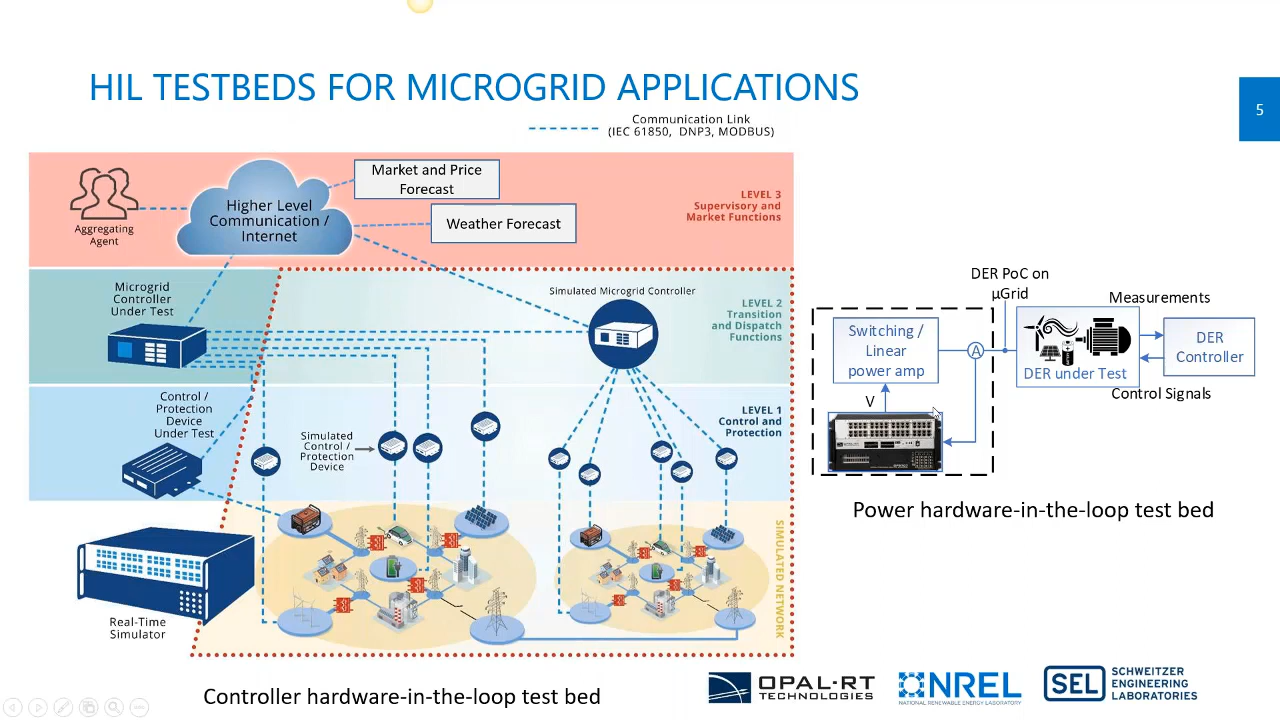 HIL TESTBEDS FOR MICROGRID APPLICATIONS
5
Communication Link
(IEC 61850, DNP3, MODBUS)
Aggregating
Agent
Higher Level
Communication /
Internet
Market and Price
Forecast
Weather Forecast
LEVEL 3
Supervisory and
Market Functions
Microgrid
Controller
Under Test
Simulated Microgrid Controller
LEVEL 2
Transition
and Dispatch
Functions
Control /
Protection
Device
Under Test
Simulated
Control /
Protection
Device
LEVEL 1
Control and
Protection
Real-Time
Simulator
SIMULATED NETWORK
Controller hardware-in-the-loop test bed
DER PoC on
µGrid
Measurements
Switching /
Linear
power amp
A
DER under Test
DER
Controller
V
Control Signals
Power hardware-in-the-loop test bed
OPAL-RT
TECHNOLOGIES
NREL
NATIONAL RENEWABLE ENERGY LABORATORY
SEL
SCHWEITZER
ENGINEERING
LABORATORIES